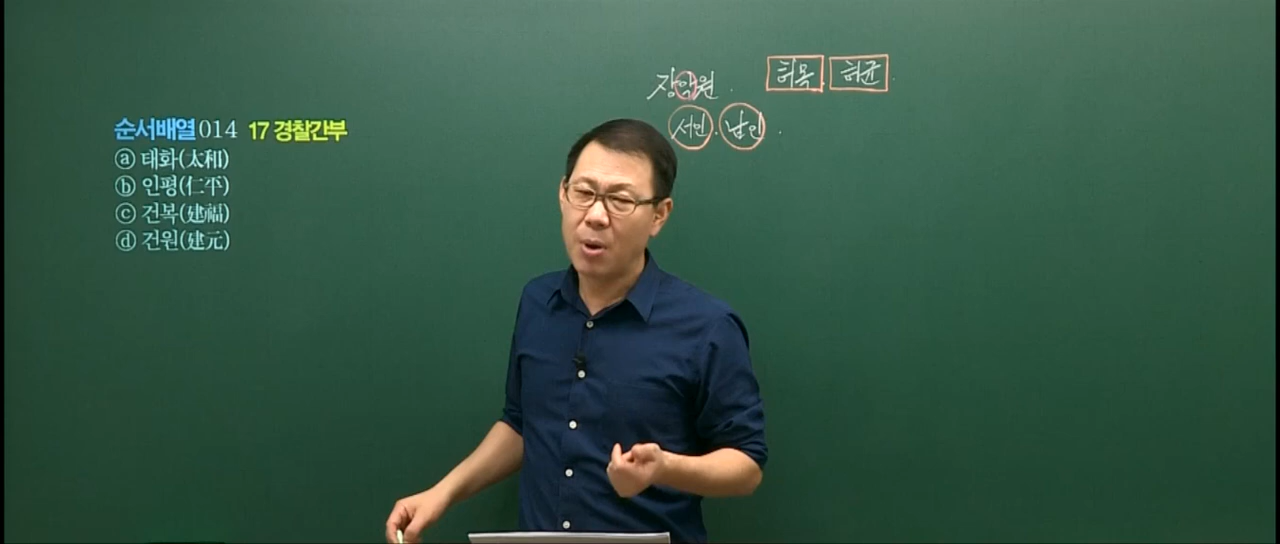 순서배열014 17 경찰간부
ⓐ 태화(太和)
ⓑ 인평(仁平)
ⓒ 건복(建福)
ⓓ 건원(建元)
장악원. 허목. 허균.
서인. 남인.